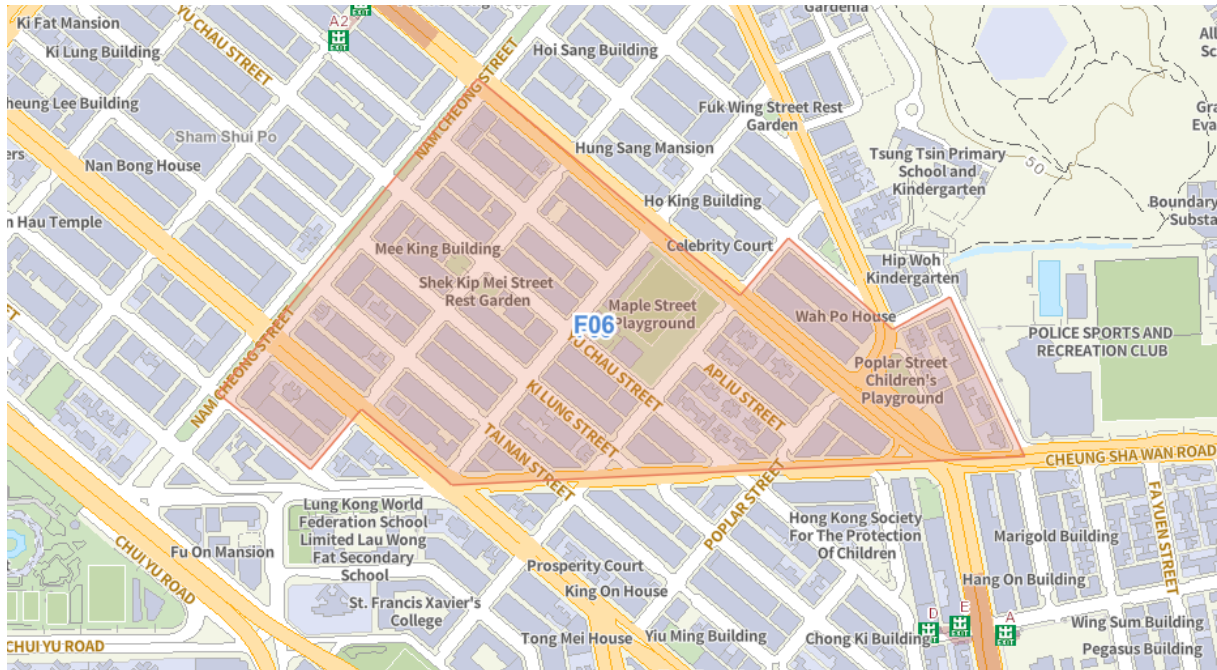 Ki Fat Mansion
Ki Lung Building
YU CHAU STREET
A2
EXIT
EXIT
Hoi Sang Building
Gardenia
Cheung Lee Building
Sham Shui Po
Nan Bong House
NAM CHEONG STREET
Fuk Wing Street Rest
Garden
Hung Sang Mansion
Tsung Tsin Primary
School and
Kindergarten
50
Boundary
Substa
n Hau Temple
Ho King Building
Mee King Building
Celebrity Court
Shek Kip Mei Street
Rest Garden
Maple Street
Playground
F06
Hip Woh
Kindergarten
Wah Po House
POLICE SPORTS AND
RECREATION CLUB
NAM CHEONG STREET
YU CHAU STREET
APLIU STREET
Poplar Street
Children's
Playground
KI LUNG STREET
TAI NAN STREET
CHEUNG SHA WAN ROAD
POPLAR STREET
FA YUEN STREET
Lung Kong World
Federation School
Limited Lau Wong
Fat Secondary
School
Hong Kong Society
For The Protection
Of Children
Marigold Building
Fu On Mansion
CHUI YU ROAD
Prosperity Court
King On House
Hang On Building
St. Francis Xavier's
College
D
E
A
EXIT
EXIT
EXIT
CHUI YU ROAD
Tong Mei House
Yiu Ming Building
Chong Ki Building
Wing Sum Building
Pegasus Building